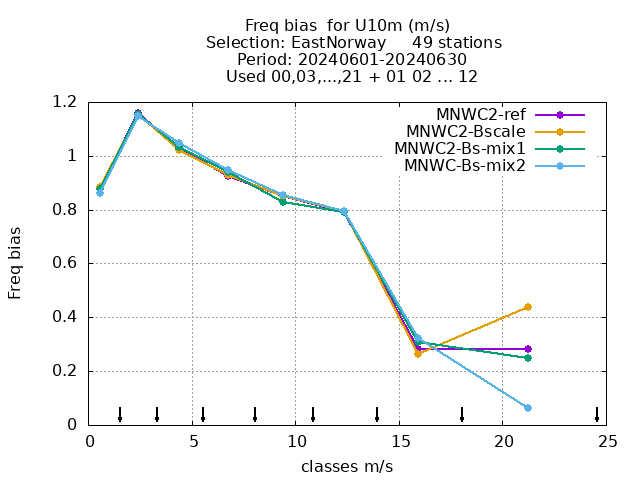 Freq bias  for U10m (m/s)
Selection: EastNorway     49 stations
Period: 20240601-20240630
Used 00,03,...,21 + 01 02 ... 12
MNWC2-ref
MNWC2-Bscale
MNWC2-Bs-mix1
MNWC-Bs-mix2
Freq bias
1.2
1
0.8
0.6
0.4
0.2
0
0 5 10 15 20 25
classes m/s